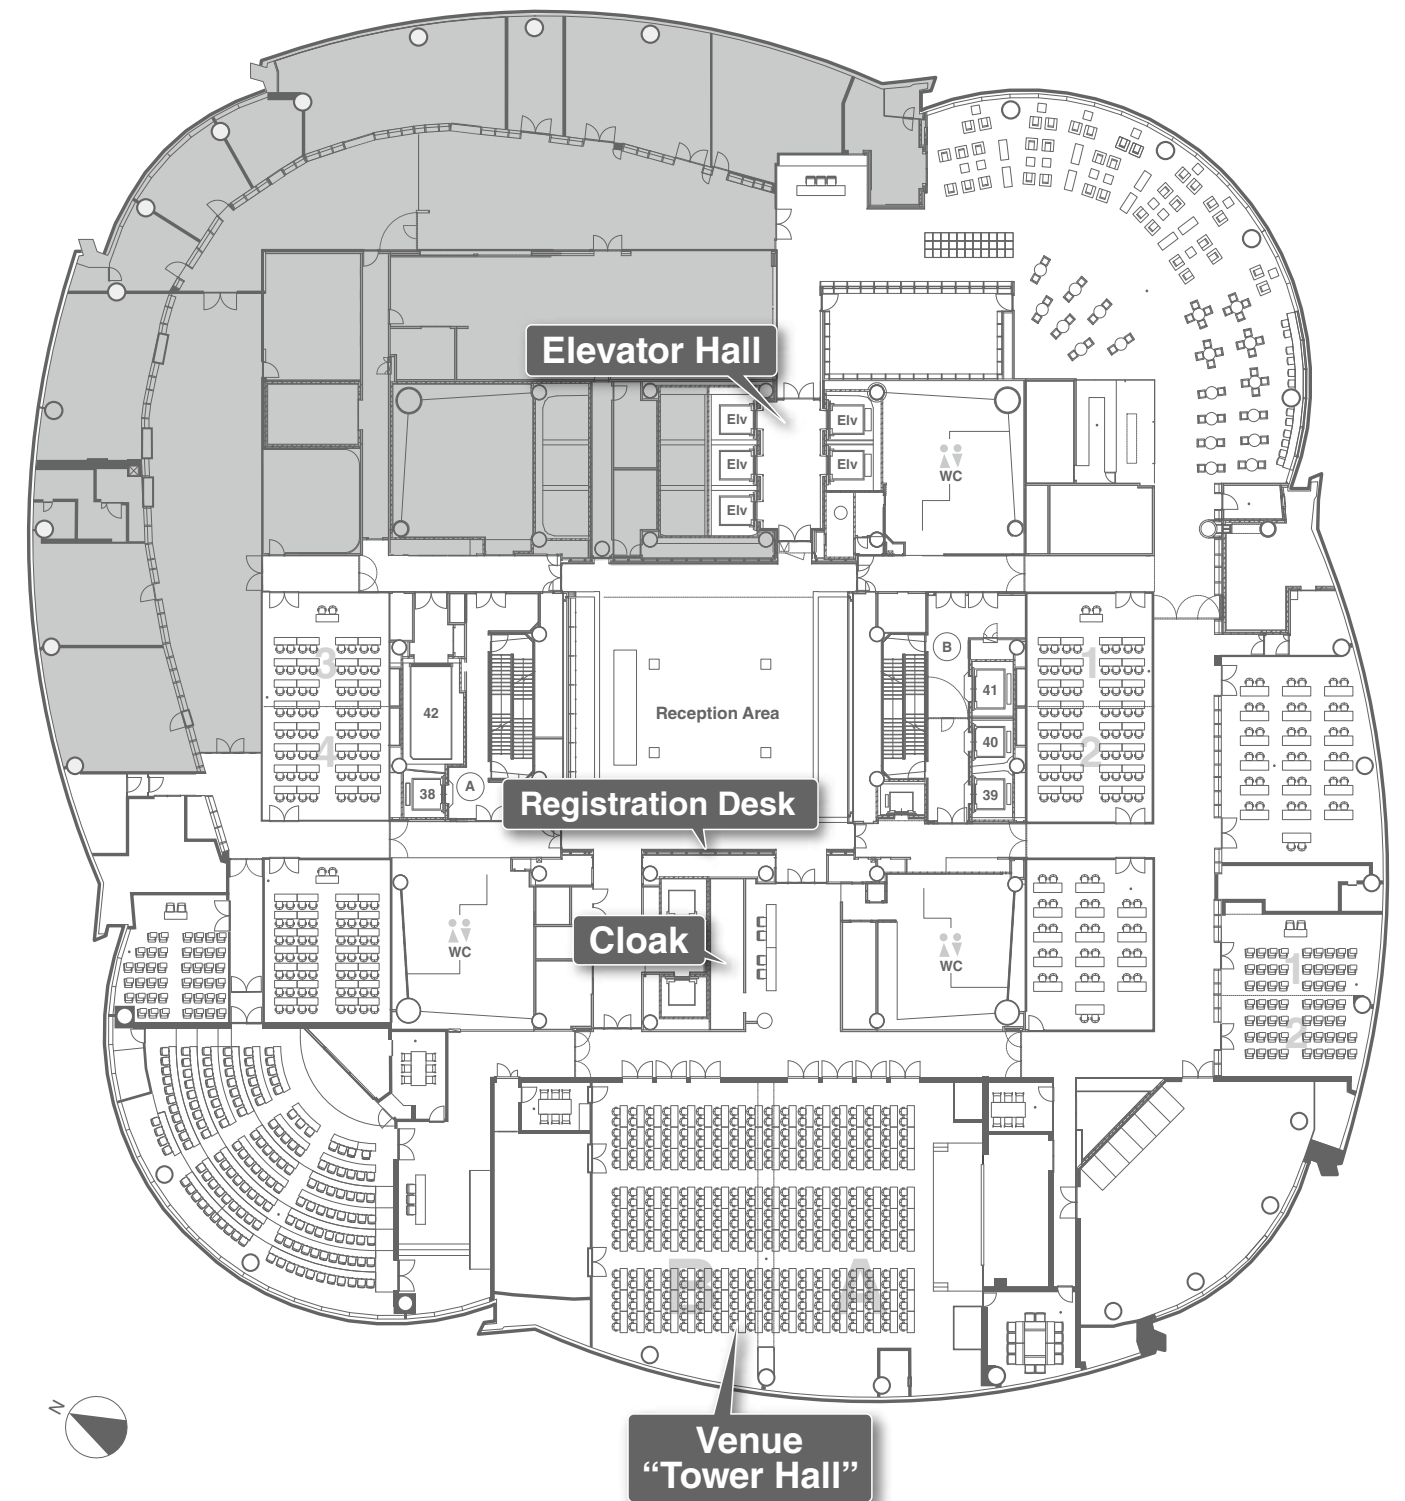 Elevator Hall
Elv
Elv
Elv
Elv
Elv
WC
3
4
42
38
A
Reception Area
B
41
40
39
1
2
Registration Desk
WC
Cloak
WC
1
2
B
A
N
Venue
“Tower Hall”